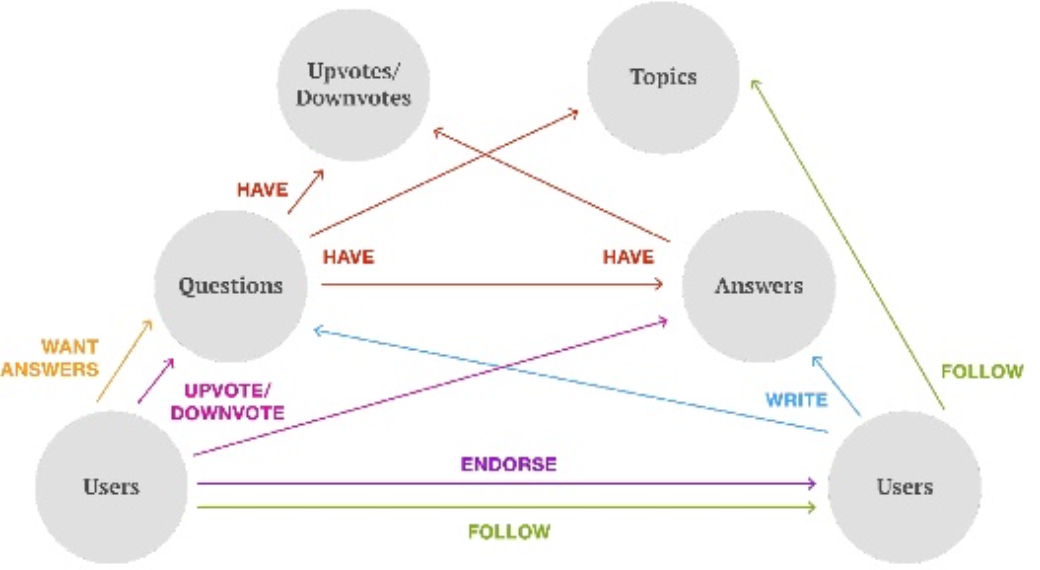 Upvotes/
Downvotes
Topics
HAVE
HAVE
HAVE
Questions
Answers
WANT
ANSWERS
UPVOTE/
DOWNVOTE
WRITE
FOLLOW
Users
ENDORSE
FOLLOW
Users